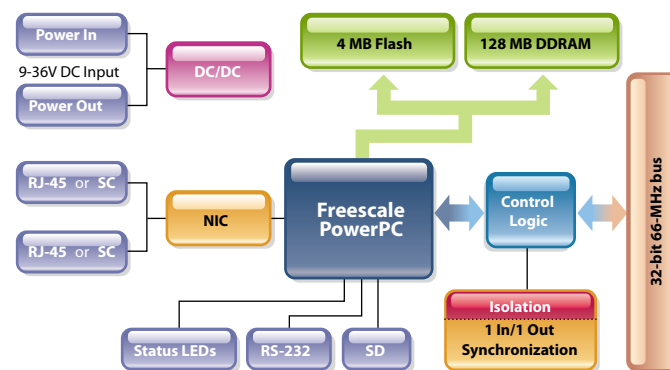 Power In
9-36V DC Input
Power Out
DC/DC
4 MB Flash
128 MB DDRAM
RJ-45 or SC
RJ-45 or SC
NIC
Freescale
PowerPC
Control
Logic
32-bit 66-MHz bus
Isolation
1 In/1 Out
Synchronization
Status LEDs
RS-232
SD